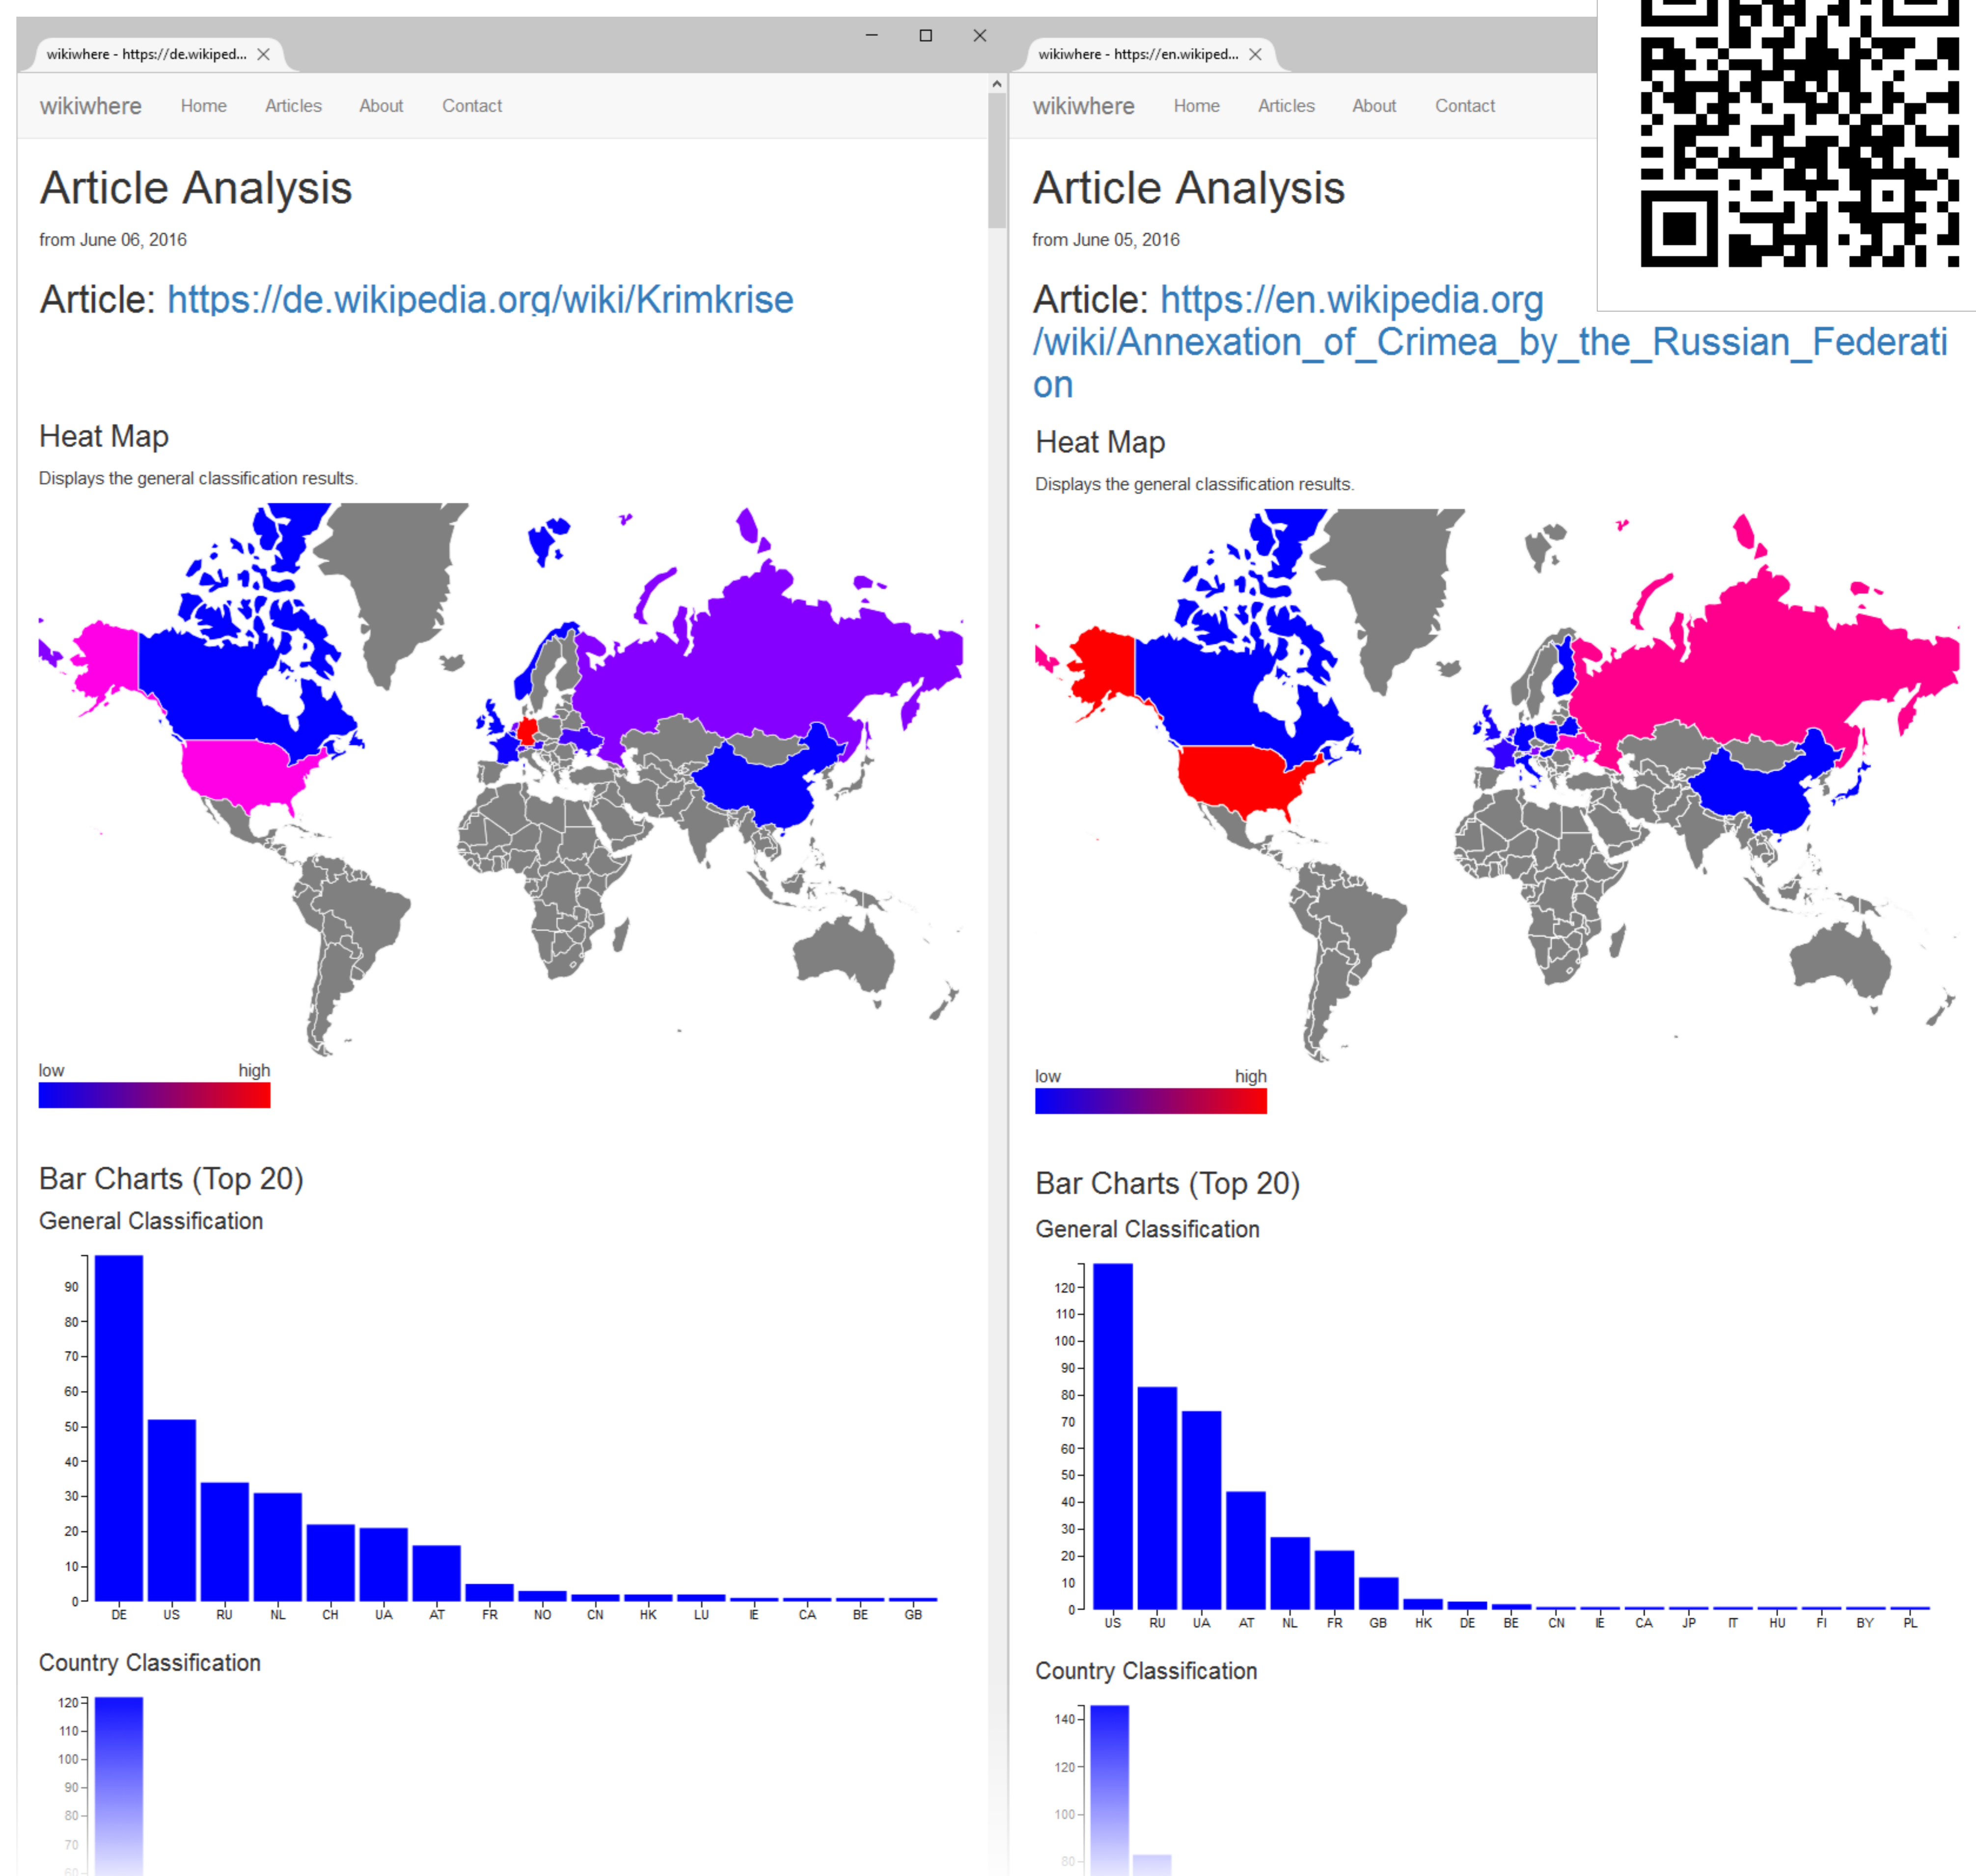 wikiwhere - https://de.wikiped...
wikiwhere Home Articles About Contact
Article Analysis
from June 06, 2016
Article: https://de.wikipedia.org/wiki/Krimkrise
Heat Map
Displays the general classification results.
low high
Bar Charts (Top 20)
General Classification
90
80
70
60
50
40
30
20
10
0
DE US RU NL CH UA AT FR NO CN HK LU IE CA BE GB
Country Classification
120
110
100
90
80
70
60
wikiwhere - https://en.wikiped...
wikiwhere Home Articles About Contact
Article Analysis
from June 05, 2016
Article: https://en.wikipedia.org
/wiki/Annexation_of_Crimea_by_the_Russian_Federati
on
Heat Map
Displays the general classification results.
low high
Bar Charts (Top 20)
General Classification
120
110
100
90
80
70
60
50
40
30
20
10
0
US RU UA AT NL FR GB HK DE BE CN IE CA JP IT HU FI BY PL
Country Classification
140
120
100
80